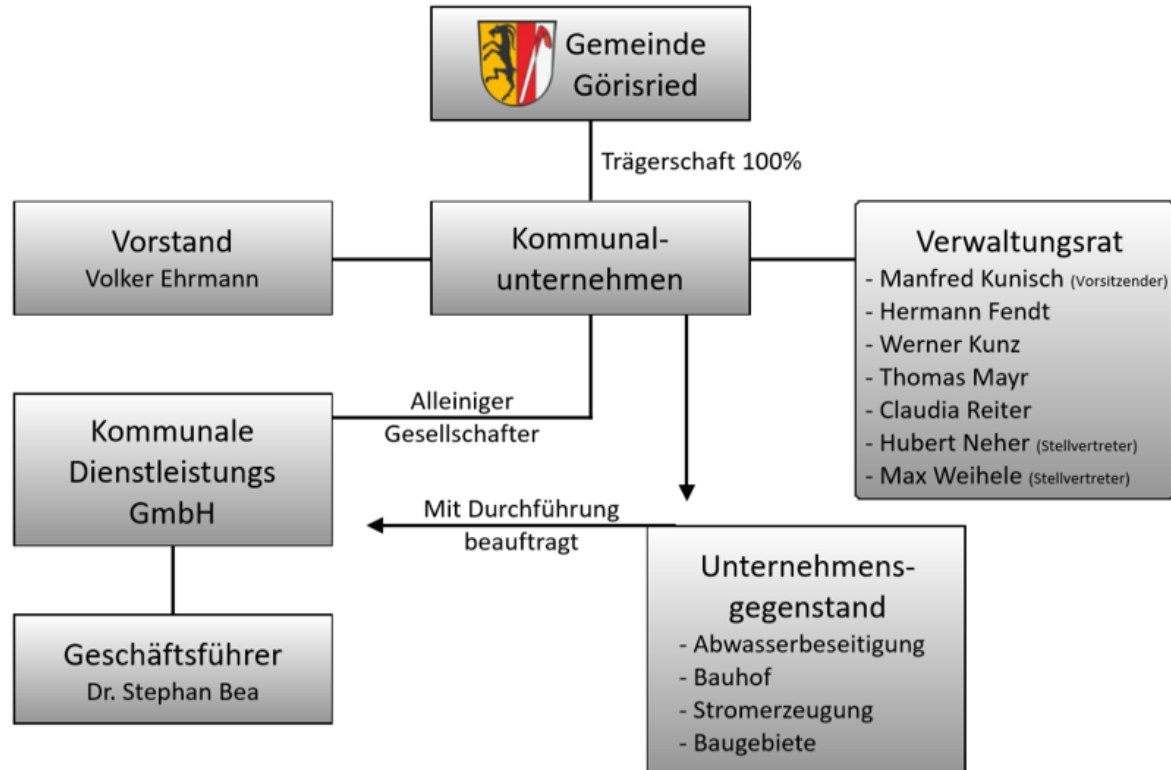 Gemeinde
Görisried
Trägerschaft 100%
Vorstand
Volker Ehrmann
Kommunal-
unternehmen
Verwaltungsrat
- Manfred Kunisch (Vorsitzender)
- Hermann Fendt
- Werner Kunz
- Thomas Mayr
- Claudia Reiter
- Hubert Neher (Stellvertreter)
- Max Weihele (Stellvertreter)
Alleiniger
Gesellschafter
Kommunale
Dienstleistungs
GmbH
Mit Durchführung
beauftragt
Unternehmens-
gegenstand
- Abwasserbeseitigung
- Bauhof
- Stromerzeugung
- Baugebiete
Geschäftsführer
Dr. Stephan Bea